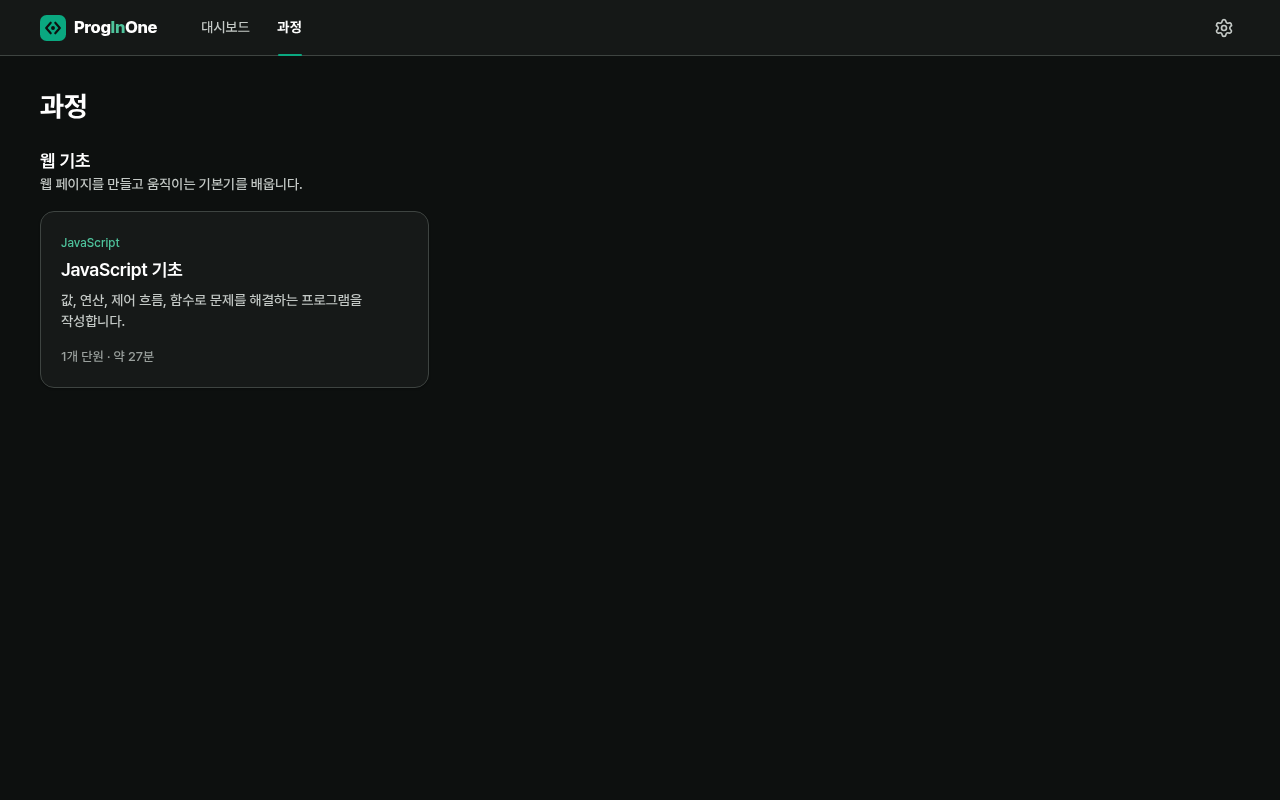 ProgInOne
대시보드
과정
과정
웹 기초
웹 페이지를 만들고 움직이는 기본기를 배웁니다.
JavaScript
JavaScript 기초
값, 연산, 제어 흐름, 함수로 문제를 해결하는 프로그램을
작성합니다.
1개 단원 · 약 27분